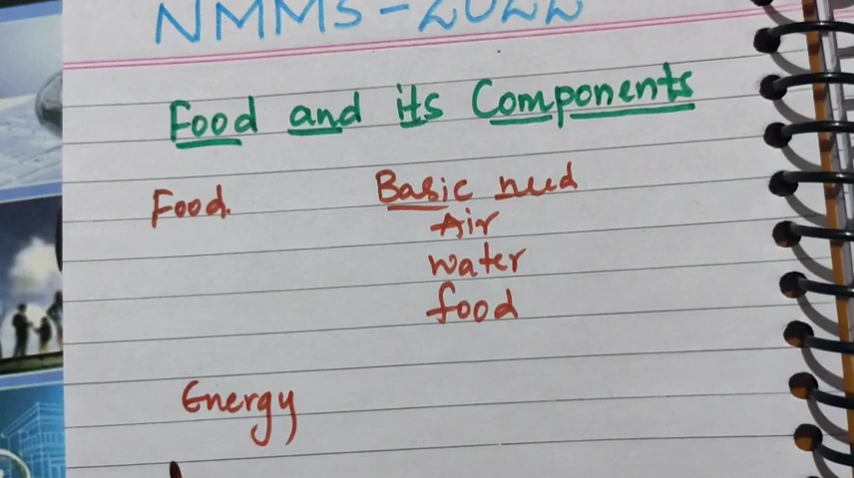 NMMS-2022
Food and its Components
Food. Basic need
Air
water
food
Energy